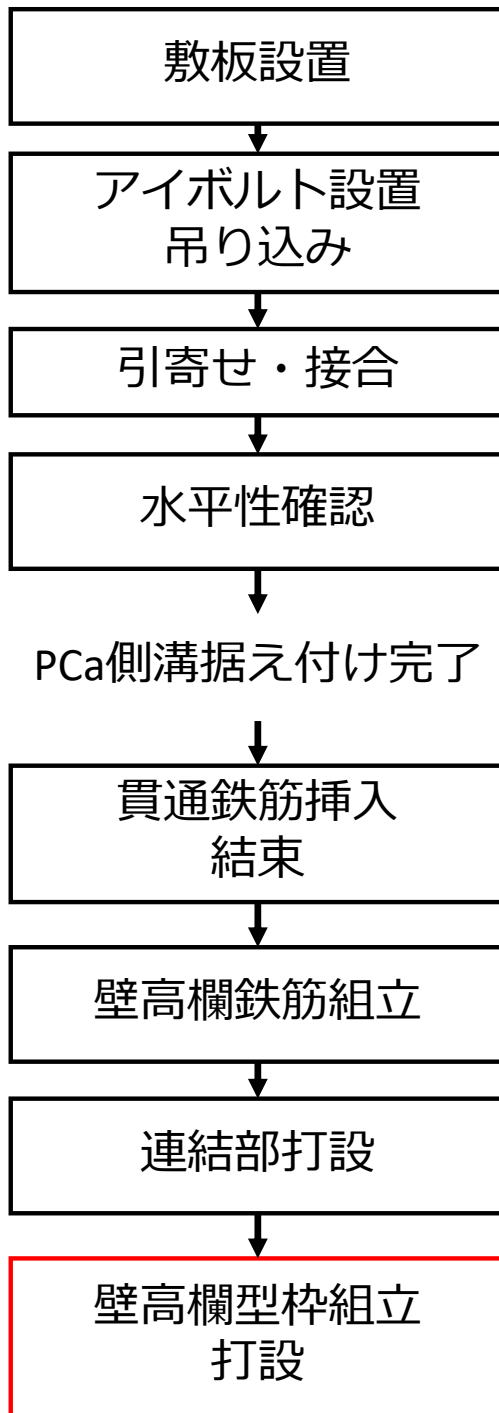 敷板設置
アイボルト設置
吊り込み
引寄せ・接合
水平性確認
PCa側溝据え付け完了
貫通鉄筋挿入
結束
壁高欄鉄筋組立
連結部打設
壁高欄型枠組立
打設